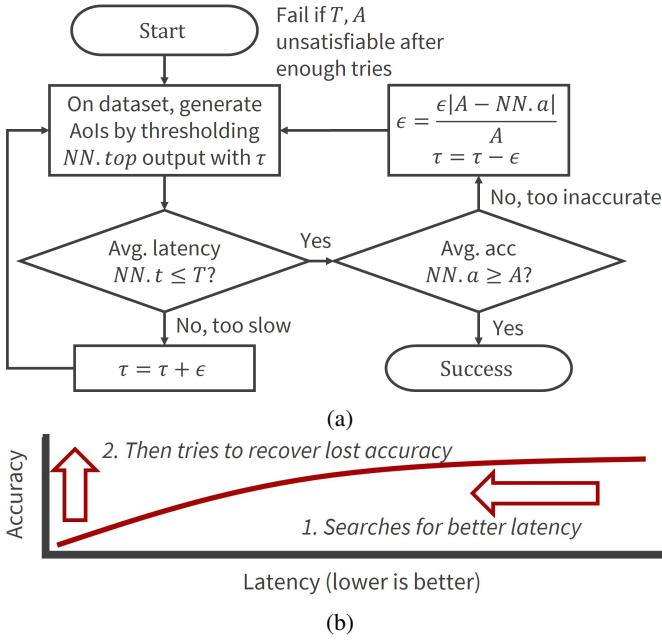 Start
Fail if T, A
unsatisfiable after
enough tries
On dataset, generate
AoIs by thresholding
NN.top output with τ
ϵ = ϵ|A − NN.a| / A
τ = τ − ϵ
No, too inaccurate
Avg. latency
NN.t ≤ T?
Yes
Avg. acc
NN.a ≥ A?
No, too slow
Yes
τ = τ + ϵ
Success
(a)
Accuracy
2. Then tries to recover lost accuracy
1. Searches for better latency
Latency (lower is better)
(b)